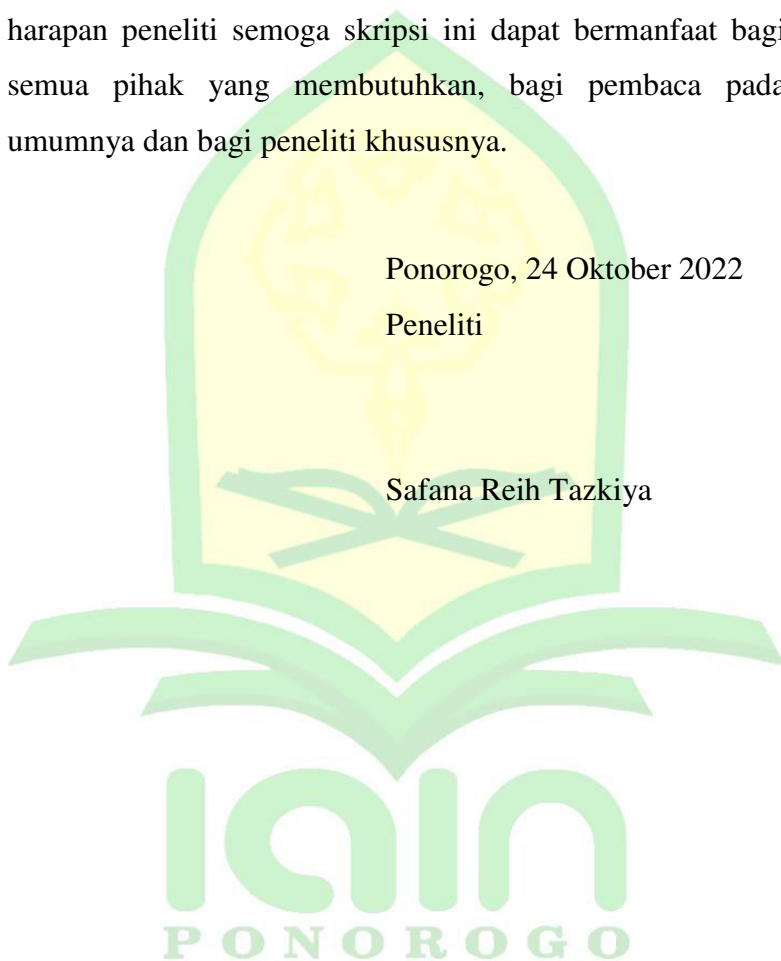 harapan peneliti semoga skripsi ini dapat bermanfaat bagi
semua pihak yang membutuhkan, bagi pembaca pada
umumnya dan bagi peneliti khususnya.
Ponorogo, 24 Oktober 2022
Peneliti
Safana Reih Tazkiya
iain
PONOROGO